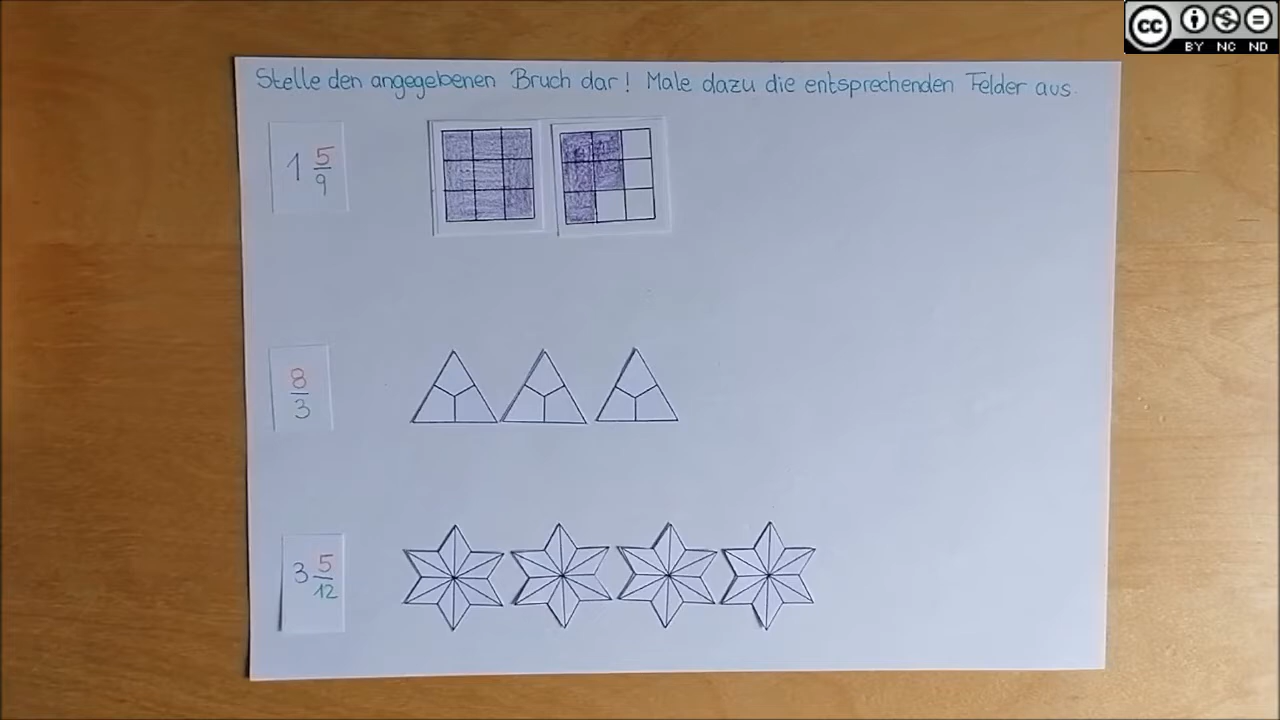 Stelle den angegebenen Bruch dar! Male dazu die entsprechenden Felder aus.
1 5/9
8/3
3 5/12
cc
BY NC ND